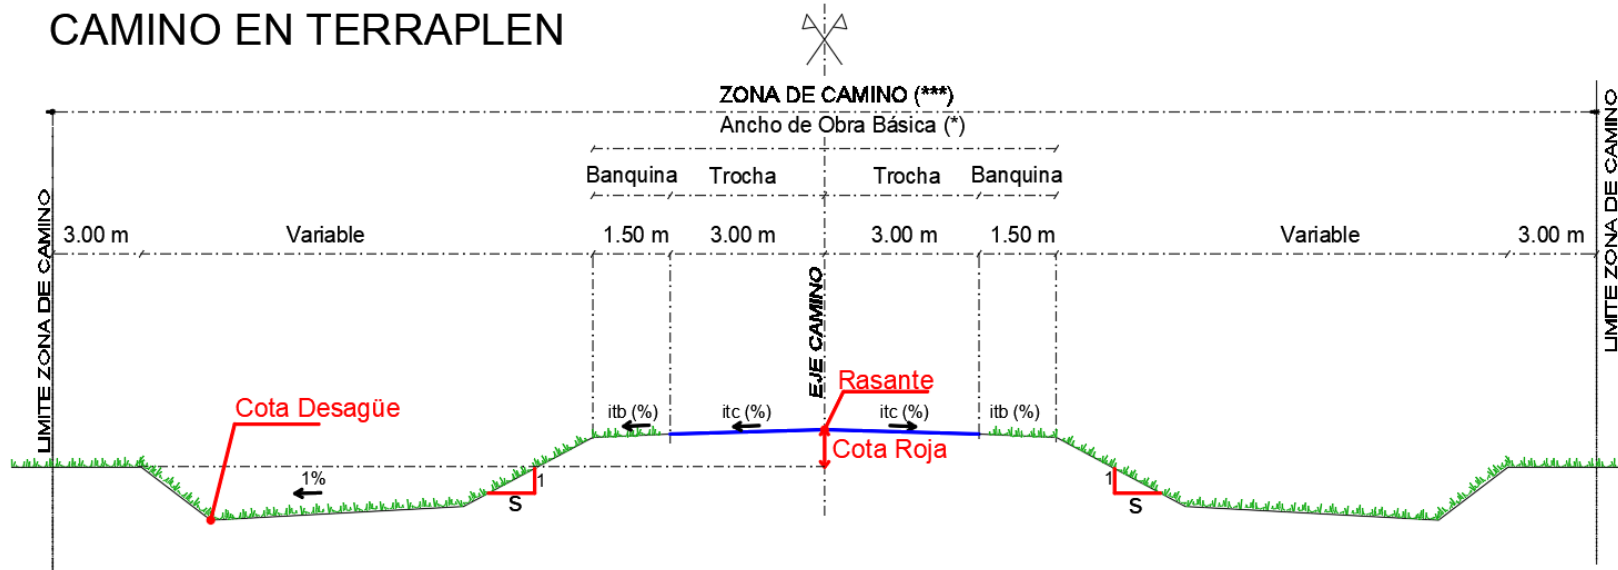 CAMINO EN TERRAPLEN
ZONA DE CAMINO (***)
Ancho de Obra Básica (*)
Banquina Trocha Trocha Banquina
3.00 m Variable 1.50 m 3.00 m 3.00 m 1.50 m Variable 3.00 m
LIMITE ZONA DE CAMINO
EJE CAMINO
LIMITE ZONA DE CAMINO
Rasante
Cota Desagüe
itb (%) itc (%) itc (%) itb (%)
Cota Roja
1%
1
S
1
S